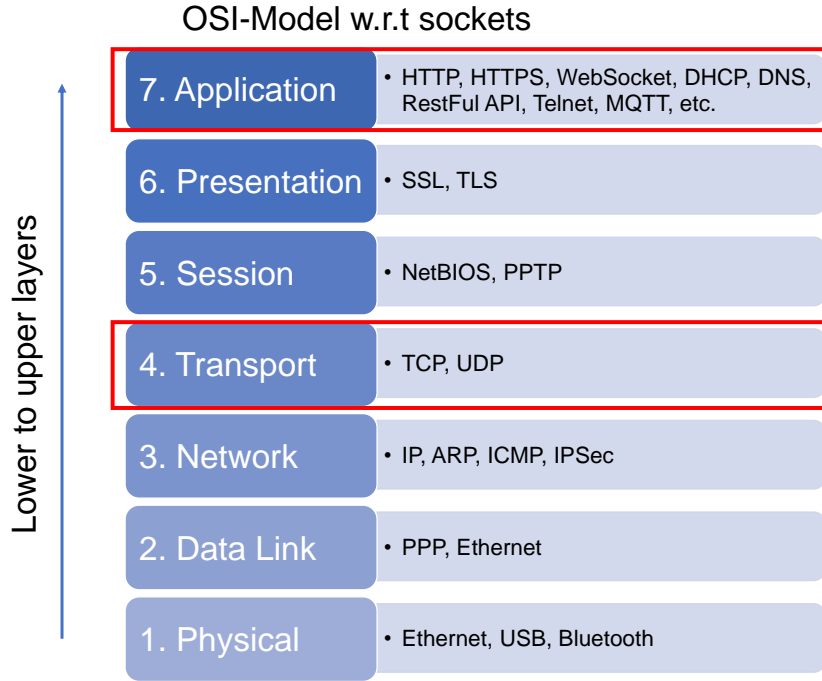 OSI-Model w.r.t sockets
7. Application
• HTTP, HTTPS, WebSocket, DHCP, DNS,
RestFul API, Telnet, MQTT, etc.
6. Presentation
• SSL, TLS
5. Session
• NetBIOS, PPTP
4. Transport
• TCP, UDP
3. Network
• IP, ARP, ICMP, IPSec
2. Data Link
• PPP, Ethernet
1. Physical
• Ethernet, USB, Bluetooth
Lower to upper layers